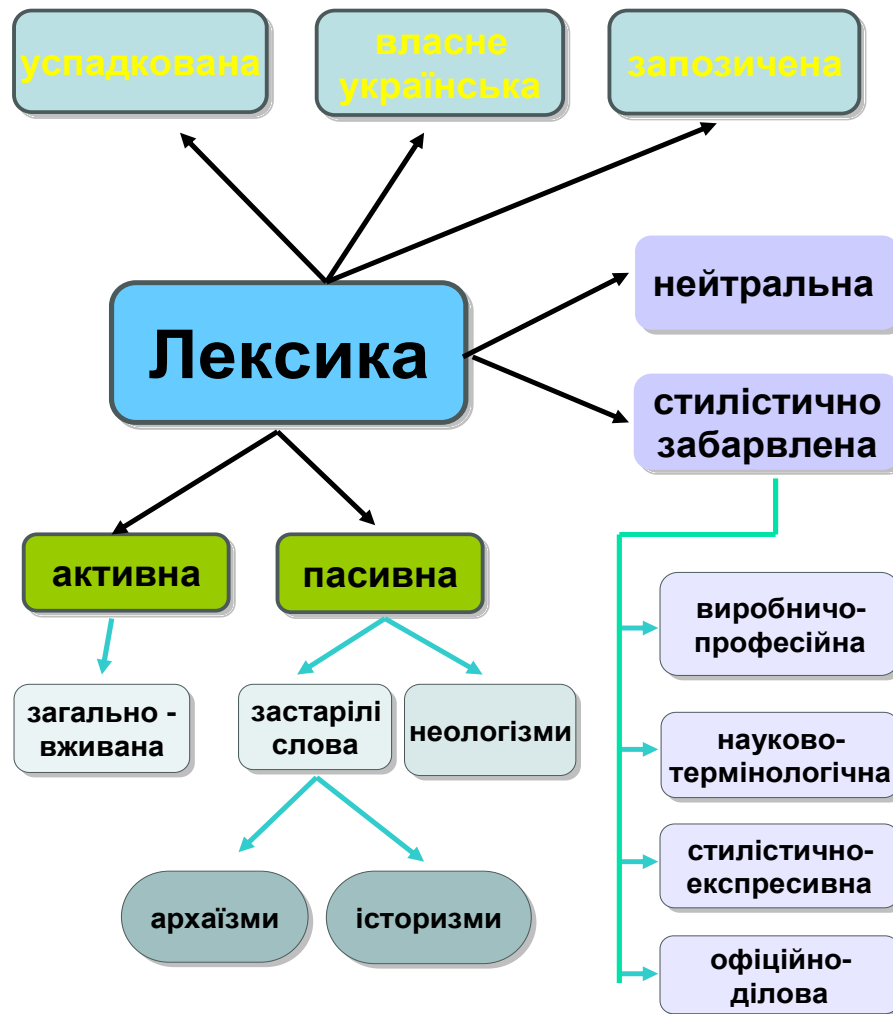 успадкована
власне
українська
запозичена
нейтральна
Лексика
стилістично
забарвлена
активна
пасивна
виробничо-
професійна
загально -
вживана
застарілі
слова
неологізми
науково-
термінологічна
стилістично-
експресивна
архаїзми
історизми
офіційно-
ділова